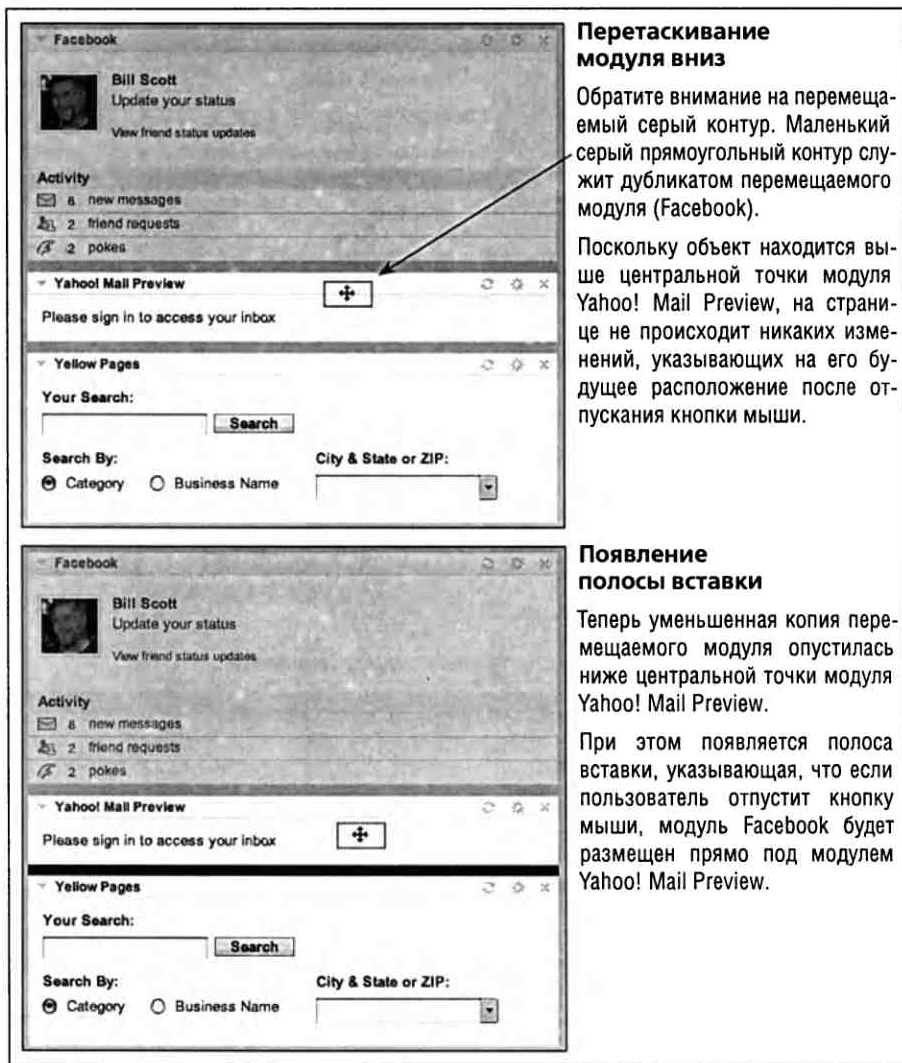 Facebook
Bill Scott
Update your status
View friend status updates
Activity
8 new messages
2 friend requests
2 pokes
Yahoo! Mail Preview
Please sign in to access your inbox
Yellow Pages
Your Search:
Search
Search By:
City & State or ZIP:
Category
Business Name
Перетаскивание
модуля вниз
Обратите внимание на перемеща-
емый серый контур. Маленький
серый прямоугольный контур слу-
жит дубликатом перемещаемого
модуля (Facebook).
Поскольку объект находится вы-
ше центральной точки модуля
Yahoo! Mail Preview, на страни-
це не происходит никаких изме-
нений, указывающих на его бу-
дущее расположение после от-
пускания кнопки мыши.
Facebook
Bill Scott
Update your status
View friend status updates
Activity
8 new messages
2 friend requests
2 pokes
Yahoo! Mail Preview
Please sign in to access your inbox
Yellow Pages
Your Search:
Search
Search By:
City & State or ZIP:
Category
Business Name
Появление
полосы вставки
Теперь уменьшенная копия пере-
мещаемого модуля опустилась
ниже центральной точки модуля
Yahoo! Mail Preview.
При этом появляется полоса
вставки, указывающая, что если
пользователь отпустит кнопку
мыши, модуль Facebook будет
размещен прямо под модулем
Yahoo! Mail Preview.